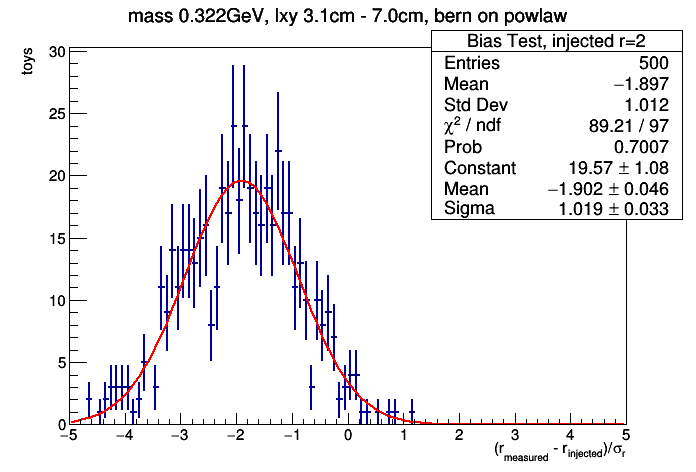 mass 0.322GeV, lxy 3.1cm - 7.0cm, bern on powlaw
Bias Test, injected r=2
Entries 500
Mean −1.897
Std Dev 1.012
χ² / ndf 89.21 / 97
Prob 0.7007
Constant 19.57 ± 1.08
Mean −1.902 ± 0.046
Sigma 1.019 ± 0.033
toys
30
25
20
15
10
5
0
−5 −4 −3 −2 −1 0 1 2 3 4 5
(r_measured - r_injected)/σ_r